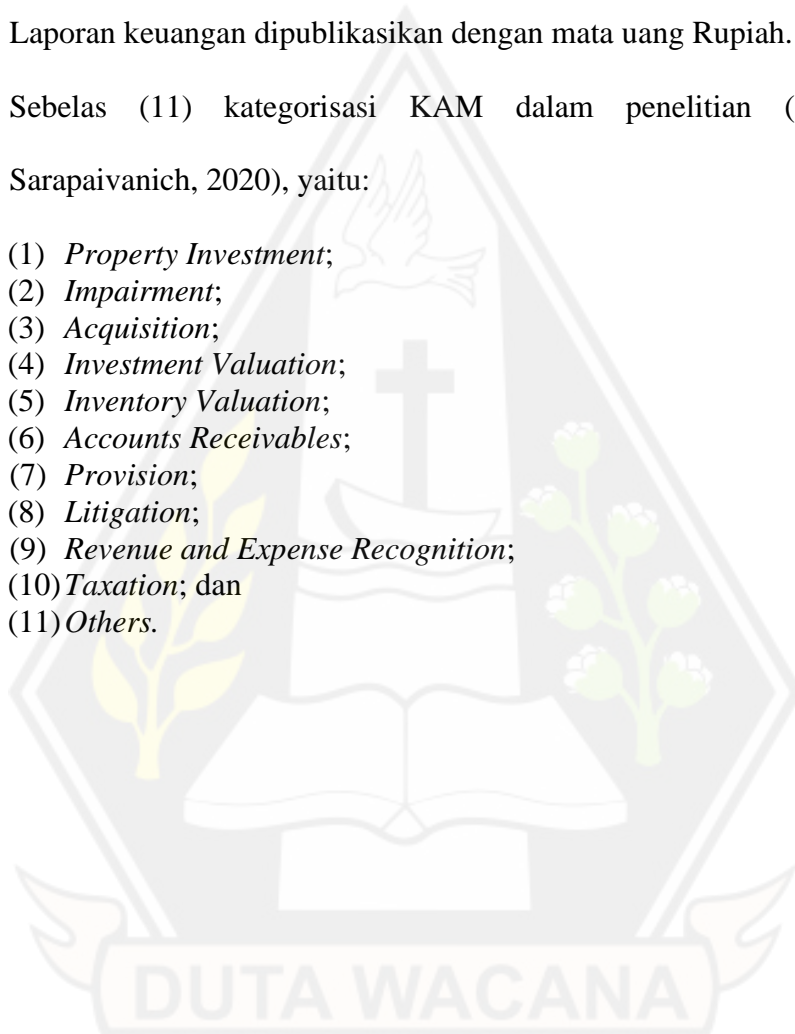 Laporan keuangan dipublikasikan dengan mata uang Rupiah.
Sebelas (11) kategorisasi KAM dalam penelitian (
Sarapaivanich, 2020), yaitu:
(1) Property Investment;
(2) Impairment;
(3) Acquisition;
(4) Investment Valuation;
(5) Inventory Valuation;
(6) Accounts Receivables;
(7) Provision;
(8) Litigation;
(9) Revenue and Expense Recognition;
(10) Taxation; dan
(11) Others.
DUTA WACANA